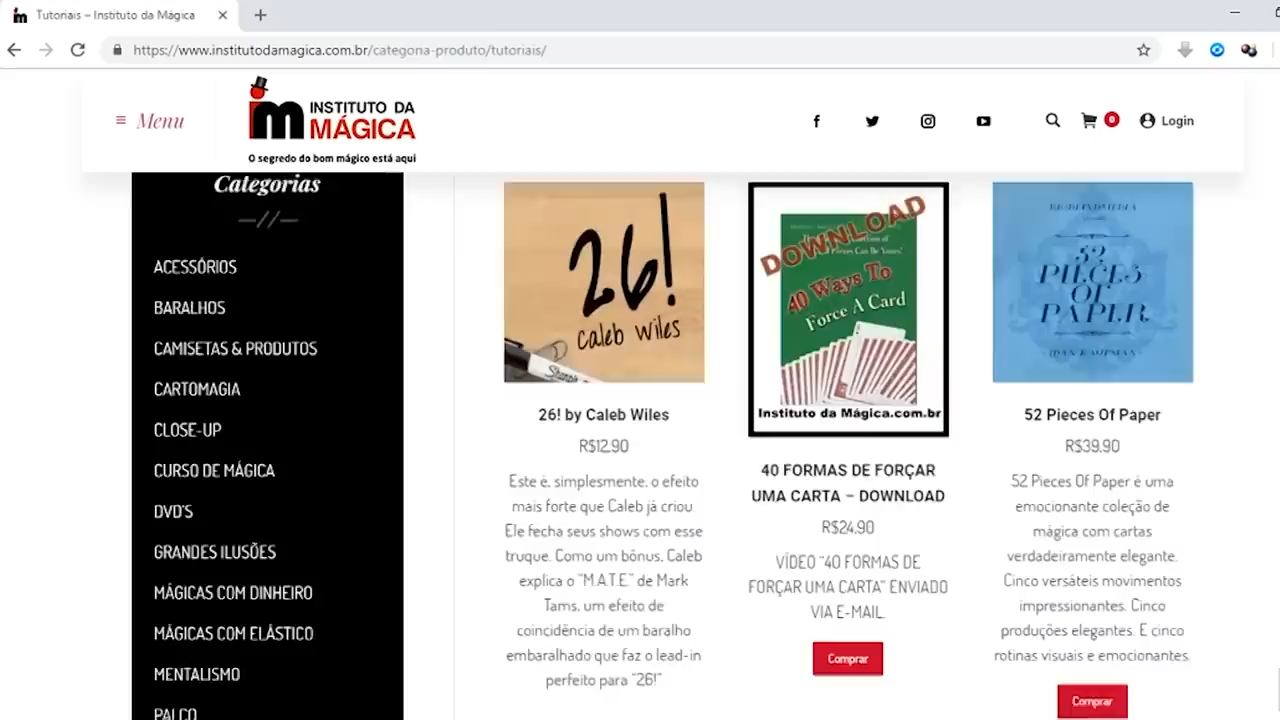 Tutoriais – Instituto da Mágica
https://www.institutodamagica.com.br/categoria-produto/tutoriais/
Menu
im INSTITUTO DA
MÁGICA
O segredo do bom mágico está aqui
0
Login
Categorias
—//—
ACESSÓRIOS
BARALHOS
CAMISETAS & PRODUTOS
CARTOMAGIA
CLOSE-UP
CURSO DE MÁGICA
DVD'S
GRANDES ILUSÕES
MÁGICAS COM DINHEIRO
MÁGICAS COM ELÁSTICO
MENTALISMO
PALCO
26!
Caleb Wiles
Sharpie
26! by Caleb Wiles
R$12.90
Este é, simplesmente, o efeito
mais forte que Caleb já criou.
Ele fecha seus shows com esse
truque. Como um bônus, Caleb
explica o "M.A.T.E." de Mark
Tams, um efeito de
coincidência de um baralho
embaralhado que faz o lead-in
perfeito para "26!"
DOWNLOAD
40 Ways To
Force A Card
Instituto da Mágica.com.br
40 FORMAS DE FORÇAR
UMA CARTA – DOWNLOAD
R$24.90
VÍDEO "40 FORMAS DE
FORÇAR UMA CARTA" ENVIADO
VIA E-MAIL.
Comprar
52
PIECES
OF
PAPER
52 Pieces Of Paper
R$39.90
52 Pieces Of Paper é uma
emocionante coleção de
mágica com cartas
verdadeiramente elegante.
Cinco versáteis movimentos
impressionantes. Cinco
produções elegantes. E cinco
rotinas visuais e emocionantes.
Comprar